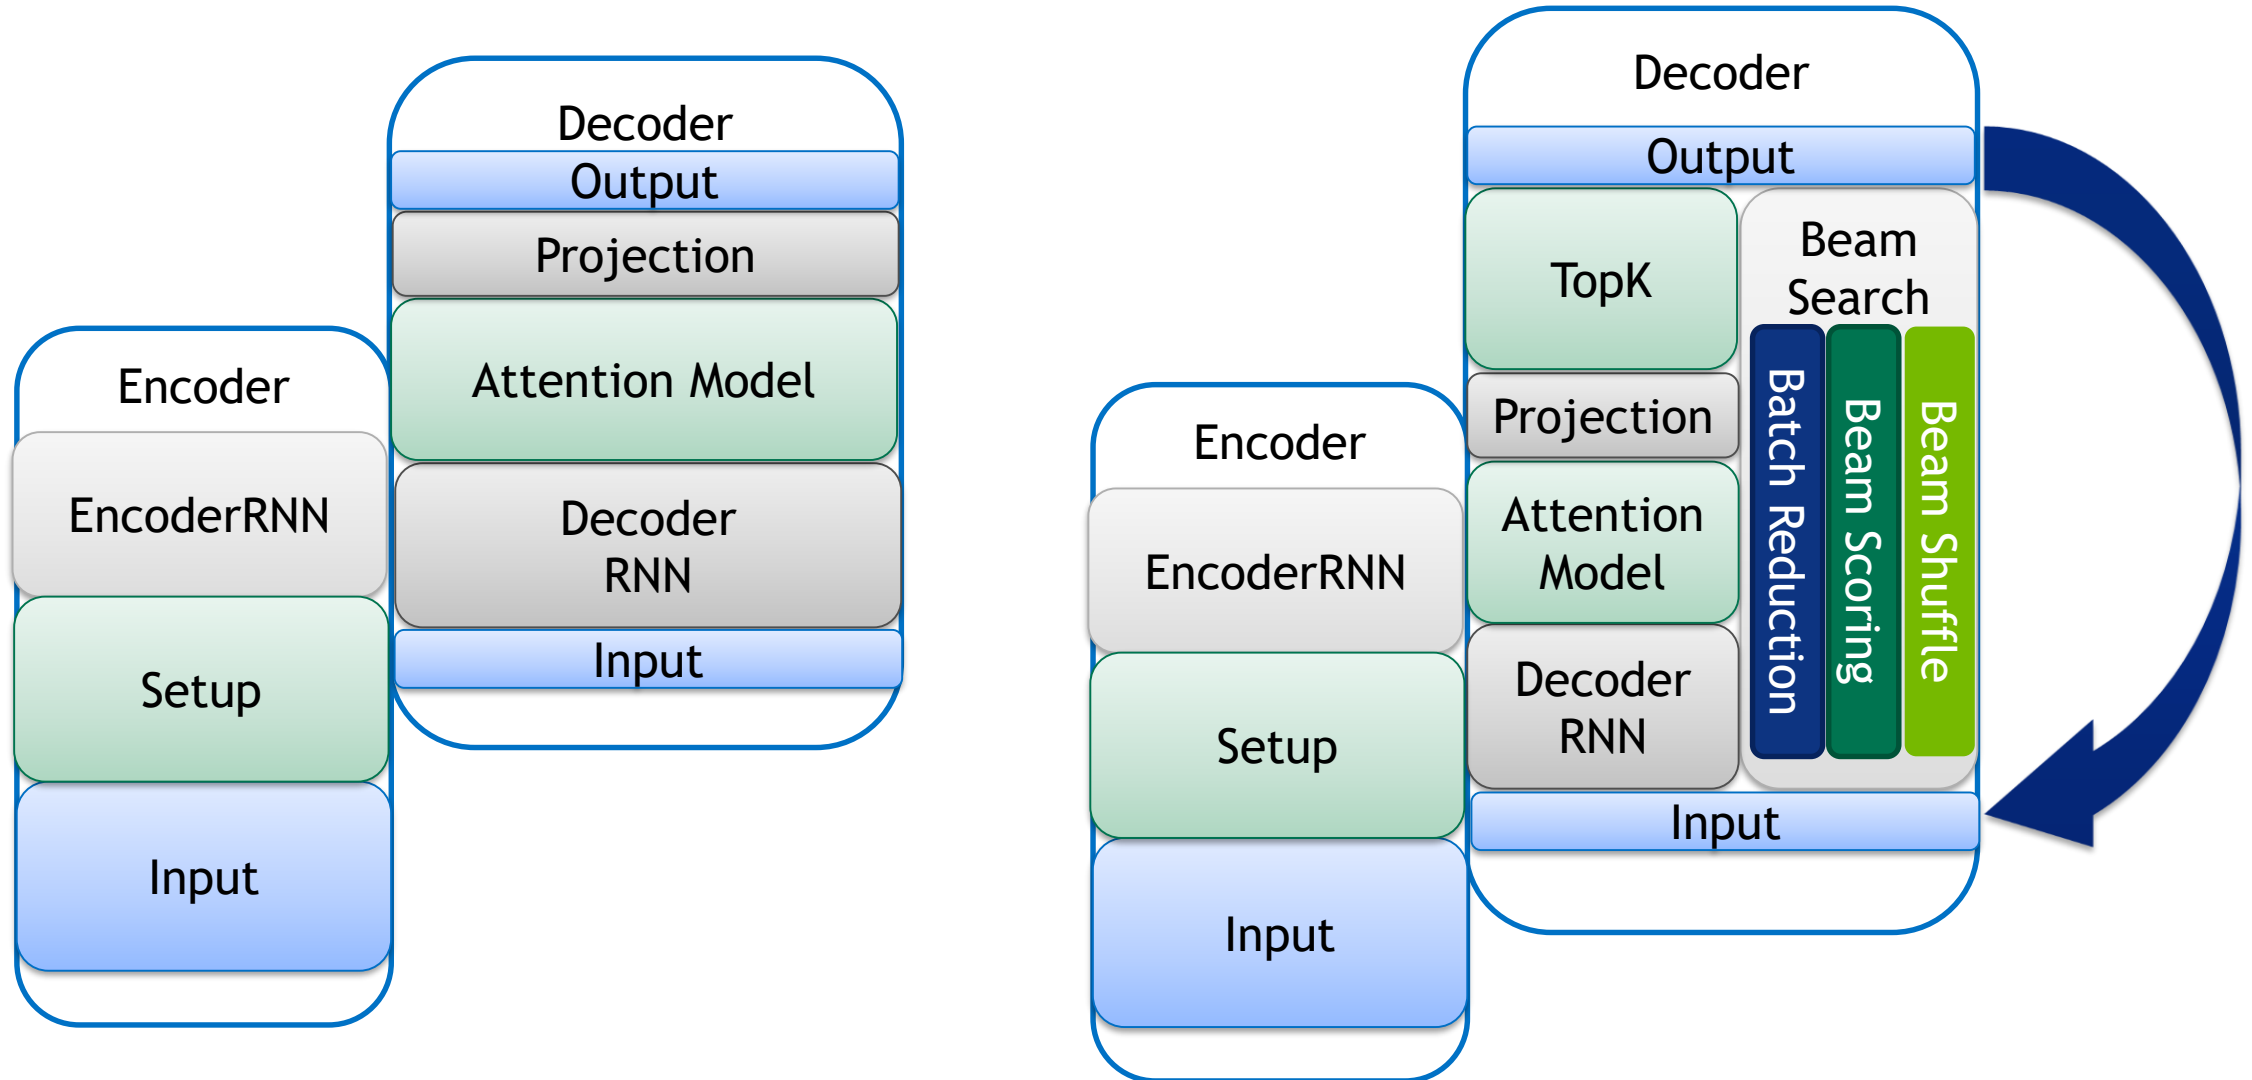 Decoder
Output
Projection
Attention Model
Decoder
RNN
Input
Encoder
EncoderRNN
Setup
Input
Decoder
Output
TopK
Projection
Attention
Model
Decoder
RNN
Beam
Search
Batch Reduction
Beam Scoring
Beam Shuffle
Input
Encoder
EncoderRNN
Setup
Input